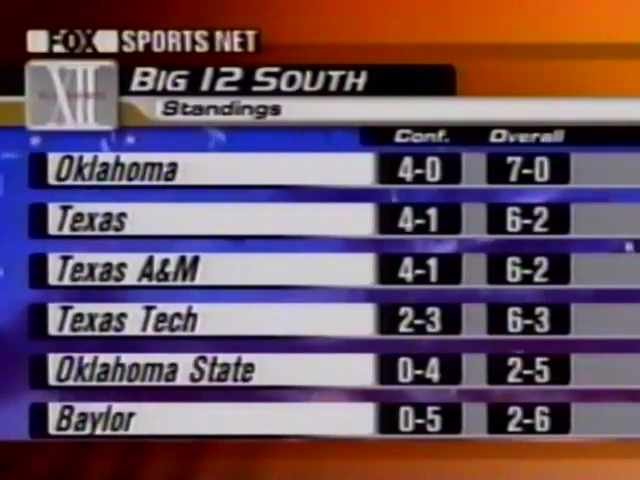 FOX SPORTS NET
XII BIG 12 SOUTH
Standings
Conf. Overall
Oklahoma 4-0 7-0
Texas 4-1 6-2
Texas A&M 4-1 6-2
Texas Tech 2-3 6-3
Oklahoma State 0-4 2-5
Baylor 0-5 2-6